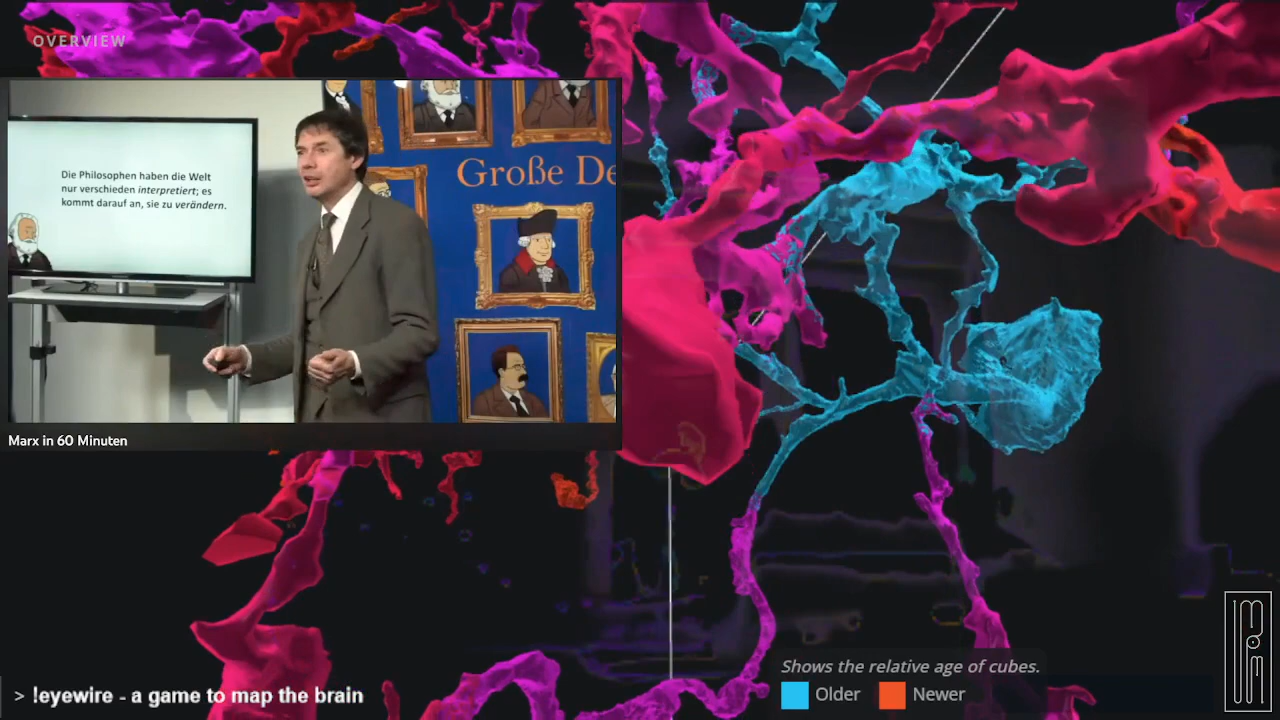 OVERVIEW
Die Philosophen haben die Welt
nur verschieden interpretiert; es
kommt darauf an, sie zu verändern.
Große De
Marx in 60 Minuten
> !eyewire - a game to map the brain
Shows the relative age of cubes.
Older
Newer